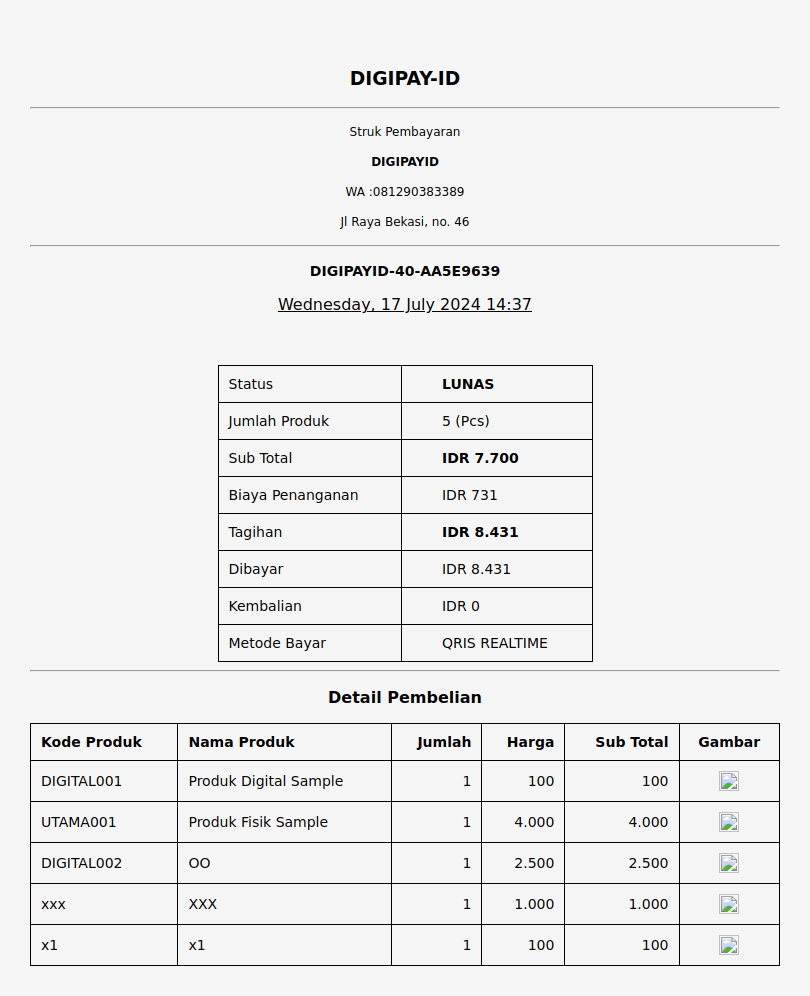 DIGIPAY-ID
Struk Pembayaran
DIGIPAYID
WA :081290383389
Jl Raya Bekasi, no. 46
DIGIPAYID-40-AA5E9639
Wednesday, 17 July 2024 14:37
Status LUNAS
Jumlah Produk 5 (Pcs)
Sub Total IDR 7.700
Biaya Penanganan IDR 731
Tagihan IDR 8.431
Dibayar IDR 8.431
Kembalian IDR 0
Metode Bayar QRIS REALTIME
Detail Pembelian
Kode Produk Nama Produk Jumlah Harga Sub Total Gambar
DIGITAL001 Produk Digital Sample 1 100 100
UTAMA001 Produk Fisik Sample 1 4.000 4.000
DIGITAL002 OO 1 2.500 2.500
xxx XXX 1 1.000 1.000
x1 x1 1 100 100